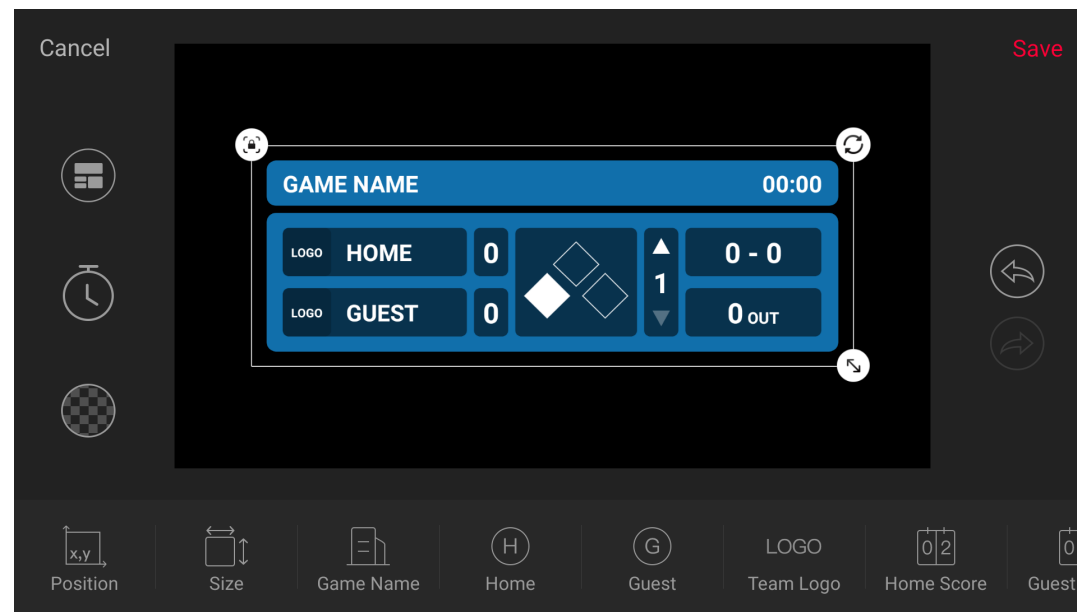 Cancel
Save
GAME NAME 00:00
LOGO HOME 0
0 - 0
1
LOGO GUEST 0
0 OUT
x,y
H
G
LOGO
0 2
0
Position
Size
Game Name
Home
Guest
Team Logo
Home Score
Guest